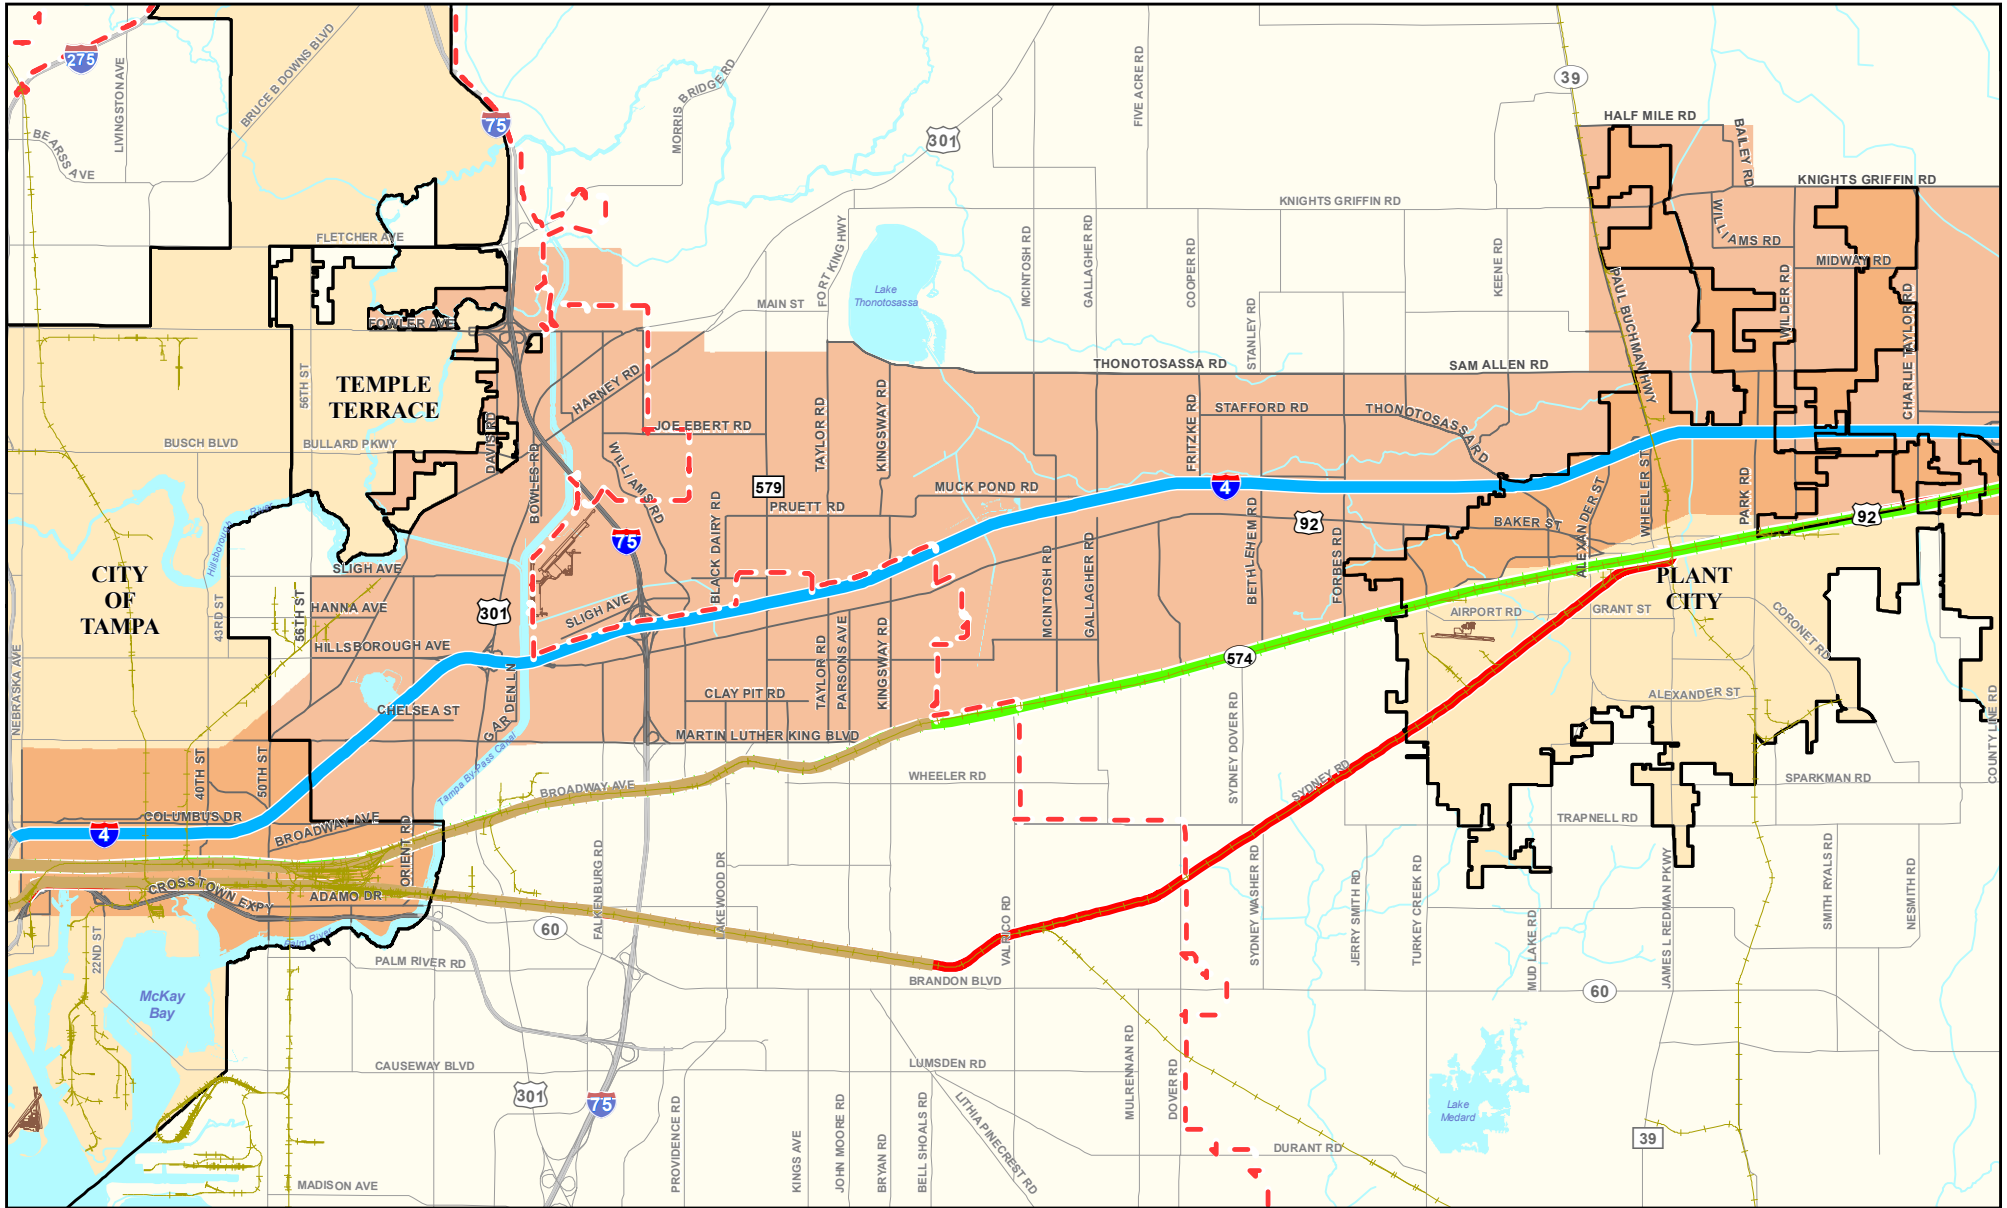 275
LIVINGSTON AVE
BRUCE B DOWNS BLVD
BEARSS AVE
75
MORRIS BRIDGE RD
301
FIVE ACRE RD
39
HALF MILE RD
BAILEY RD
KNIGHTS GRIFFIN RD
KNIGHTS GRIFFIN RD
WILLIAMS RD
MIDWAY RD
FLETCHER AVE
FORT KING HWY
MCINTOSH RD
GALLAGHER RD
COOPER RD
KEENE RD
PAUL BUCHMAN HWY
WILDER RD
CHARLIE TAYLOR RD
Lake
Thonotosassa
MAIN ST
STANLEY RD
FOWLER AVE
56TH ST
TEMPLE
TERRACE
HARNEY RD
THONOTOSASSA RD
SAM ALLEN RD
BUSCH BLVD
BULLARD PKWY
DAVIS RD
BOWLES RD
JOE EBERT RD
WILLIAMS RD
TAYLOR RD
KINGSWAY RD
FRITZKE RD
STAFFORD RD
THONOTOSASSA RD
579
MUCK POND RD
PRUETT RD
4
BLACK DAIRY RD
75
BETHLEHEM RD
92
FORBES RD
BAKER ST
ALEXANDER ST
WHEELER ST
PARK RD
92
Hillsborough
River
CITY
OF
TAMPA
SLIGH AVE
HANNA AVE
56TH ST
43RD ST
301
SLIGH AVE
HILLSBOROUGH AVE
NEBRASKA AVE
MCINTOSH RD
GALLAGHER RD
PLANT
CITY
AIRPORT RD
GRANT ST
CORONET RD
574
TAYLOR RD
PARSONS AVE
KINGSWAY RD
CLAY PIT RD
GARDEN LN
CHELSEA ST
MARTIN LUTHER KING BLVD
SYDNEY DOVER RD
ALEXANDER ST
COUNTY LINE RD
40TH ST
50TH ST
Tampa By-Pass Canal
BROADWAY AVE
WHEELER RD
SYDNEY RD
SPARKMAN RD
COLUMBUS DR
4
BROADWAY AVE
ORIENT RD
TRAPNELL RD
CROSSTOWN EXPY
ADAMO DR
60
FALKENBURG RD
LAKEWOOD DR
VALRICO RD
SYDNEY WASHER RD
JERRY SMITH RD
TURKEY CREEK RD
MUD LAKE RD
JAMES L REDMAN PKWY
SMITH RYALS RD
NESMITH RD
22ND ST
Palm River
PALM RIVER RD
BRANDON BLVD
60
McKay
Bay
CAUSEWAY BLVD
LUMSDEN RD
MULRENNAN RD
DOVER RD
Lake
Medard
301
75
PROVIDENCE RD
KINGS AVE
JOHN MOORE RD
BRYAN RD
BELL SHOALS RD
LITHIA PINECREST RD
DURANT RD
39
MADISON AVE